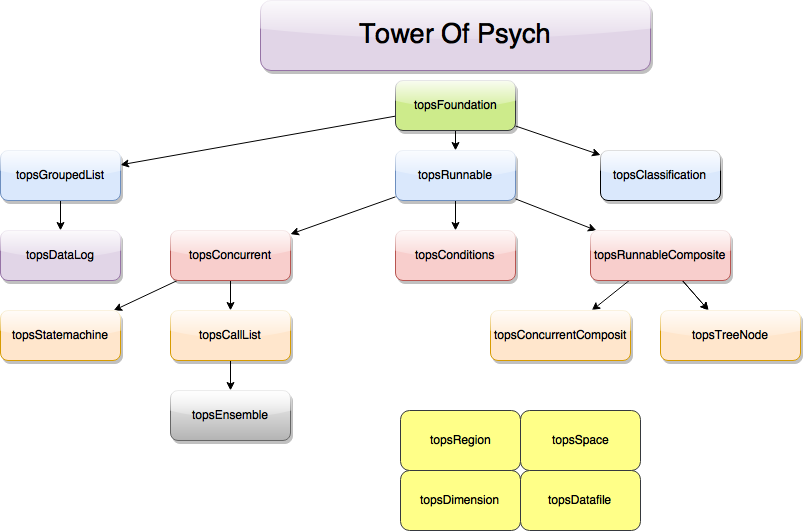 Tower Of Psych
topsFoundation
topsGroupedList
topsRunnable
topsClassification
topsDataLog
topsConcurrent
topsConditions
topsRunnableComposite
topsStatemachine
topsCallList
topsConcurrentComposit
topsTreeNode
topsEnsemble
topsRegion
topsSpace
topsDimension
topsDatafile